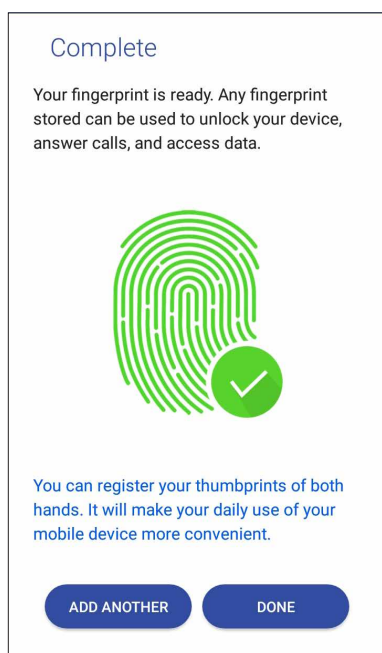 Complete
Your fingerprint is ready. Any fingerprint
stored can be used to unlock your device,
answer calls, and access data.
You can register your thumbprints of both
hands. It will make your daily use of your
mobile device more convenient.
ADD ANOTHER
DONE